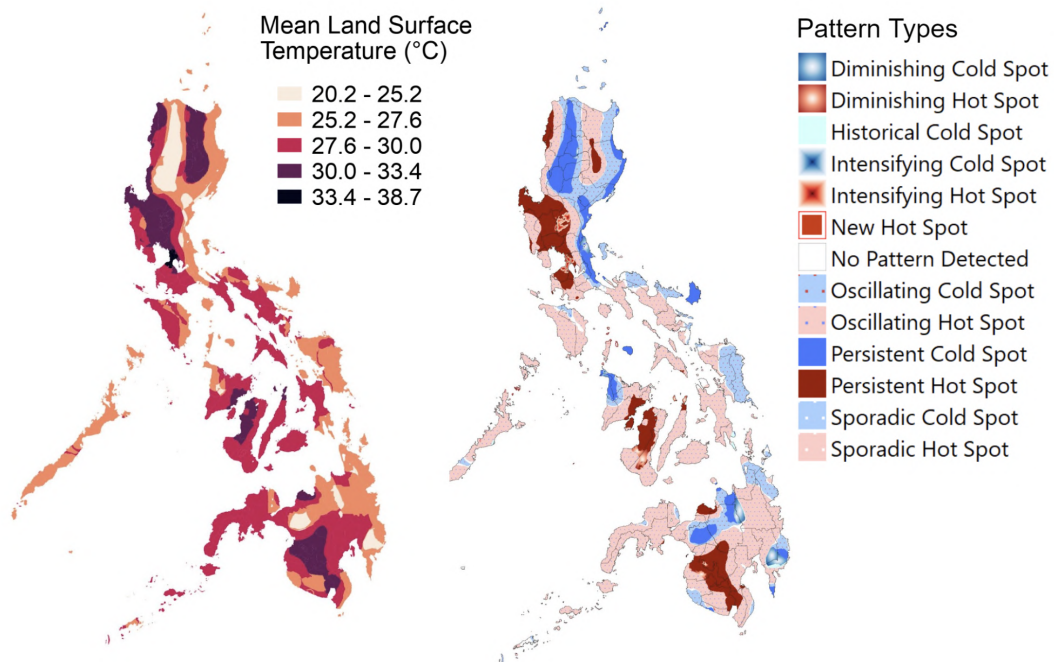 Mean Land Surface
Temperature (°C)
20.2 - 25.2
25.2 - 27.6
27.6 - 30.0
30.0 - 33.4
33.4 - 38.7
Pattern Types
Diminishing Cold Spot
Diminishing Hot Spot
Historical Cold Spot
Intensifying Cold Spot
Intensifying Hot Spot
New Hot Spot
No Pattern Detected
Oscillating Cold Spot
Oscillating Hot Spot
Persistent Cold Spot
Persistent Hot Spot
Sporadic Cold Spot
Sporadic Hot Spot